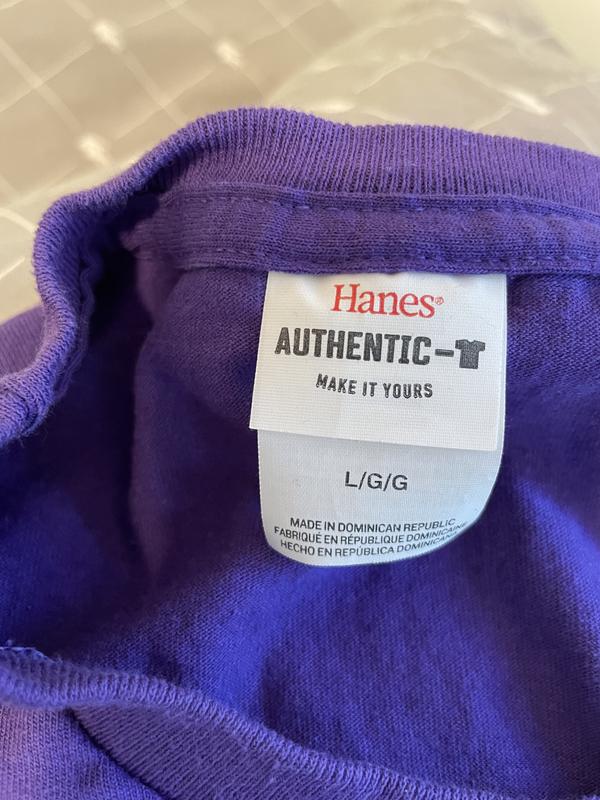 Hanes®
AUTHENTIC-
MAKE IT YOURS
L/G/G
MADE IN DOMINICAN REPUBLIC
FABRIQUÉ EN RÉPUBLIQUE DOMINICAINE
HECHO EN REPÚBLICA DOMINICANA